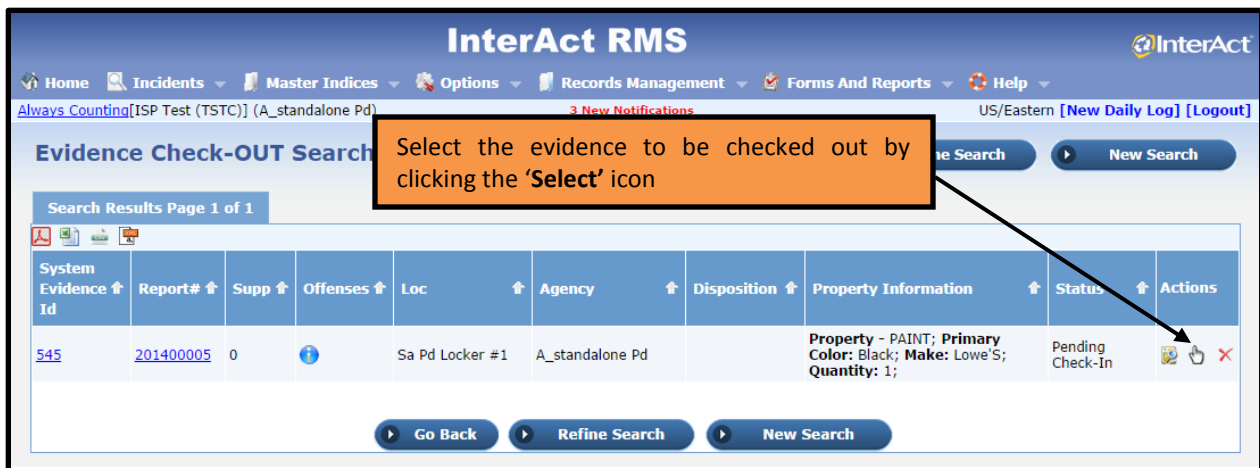 InterAct RMS
InterAct
Home Incidents Master Indices Options Records Management Forms And Reports Help
Always Counting[ISP Test (TSTC)] (A_standalone Pd) 3 New Notifications US/Eastern [New Daily Log] [Logout]
Evidence Check-OUT Search
Select the evidence to be checked out by
clicking the ‘Select’ icon
Search New Search
Search Results Page 1 of 1
System Evidence Id Report# Supp Offenses Loc Agency Disposition Property Information Status Actions
545 201400005 0 Sa Pd Locker #1 A_standalone Pd Property - PAINT; Primary
Color: Black; Make: Lowe'S;
Quantity: 1; Pending
Check-In
Go Back Refine Search New Search